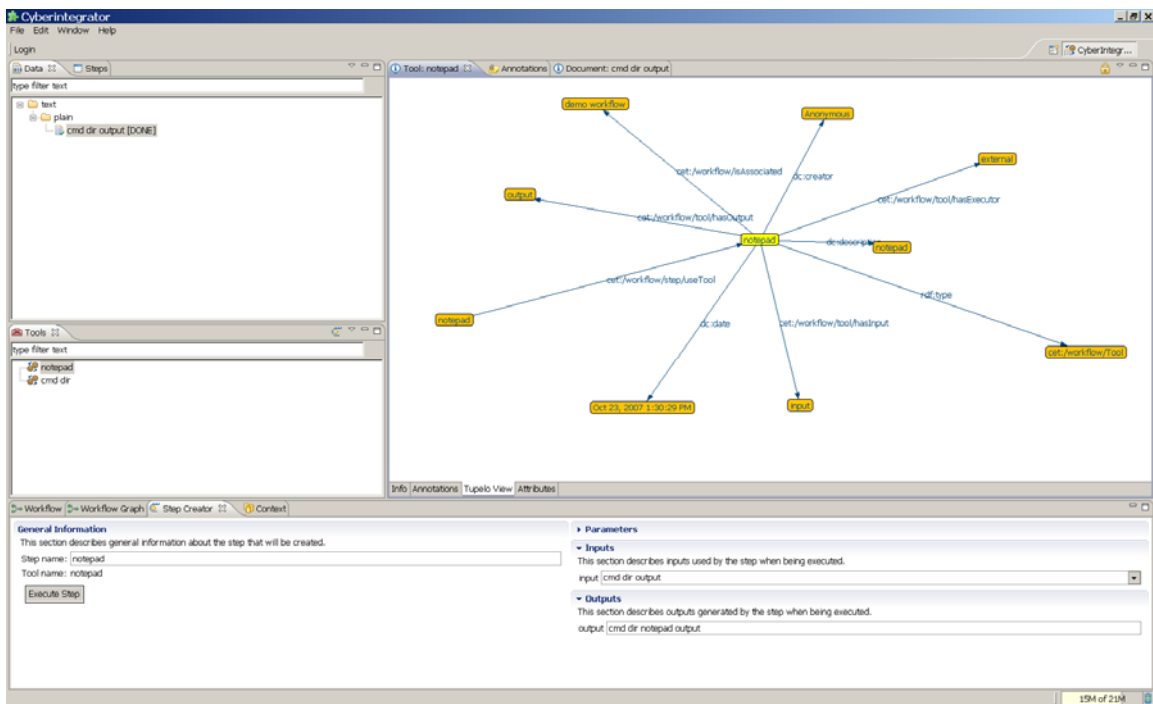 Cyberintegrator
File Edit Window Help
Login
CyberIntegr...
Data Steps
type filter text
text
plain
cmd dir output [DONE]
Tools
type filter text
notepad
cmd dir
Tool: notepad Annotations Document: cmd dir output
demo workflow
Anonymous
external
cet:/workflow/isAssociated
dc:creator
output
cet:/workflow/tool/hasExecutor
cet:/workflow/tool/hasOutput
notepad
dc:description
notepad
cet:/workflow/step/useTool
rdf:type
notepad
dc:date
cet:/workflow/tool/hasInput
cet:/workflow/Tool
Oct 23, 2007 1:30:29 PM
input
Info Annotations Tupelo View Attributes
Workflow Workflow Graph Step Creator Context
General Information
This section describes general information about the step that will be created.
Step name: notepad
Tool name: notepad
Execute Step
Parameters
Inputs
This section describes inputs used by the step when being executed.
input cmd dir output
Outputs
This section describes outputs generated by the step when being executed.
output cmd dir notepad output
15M of 21M